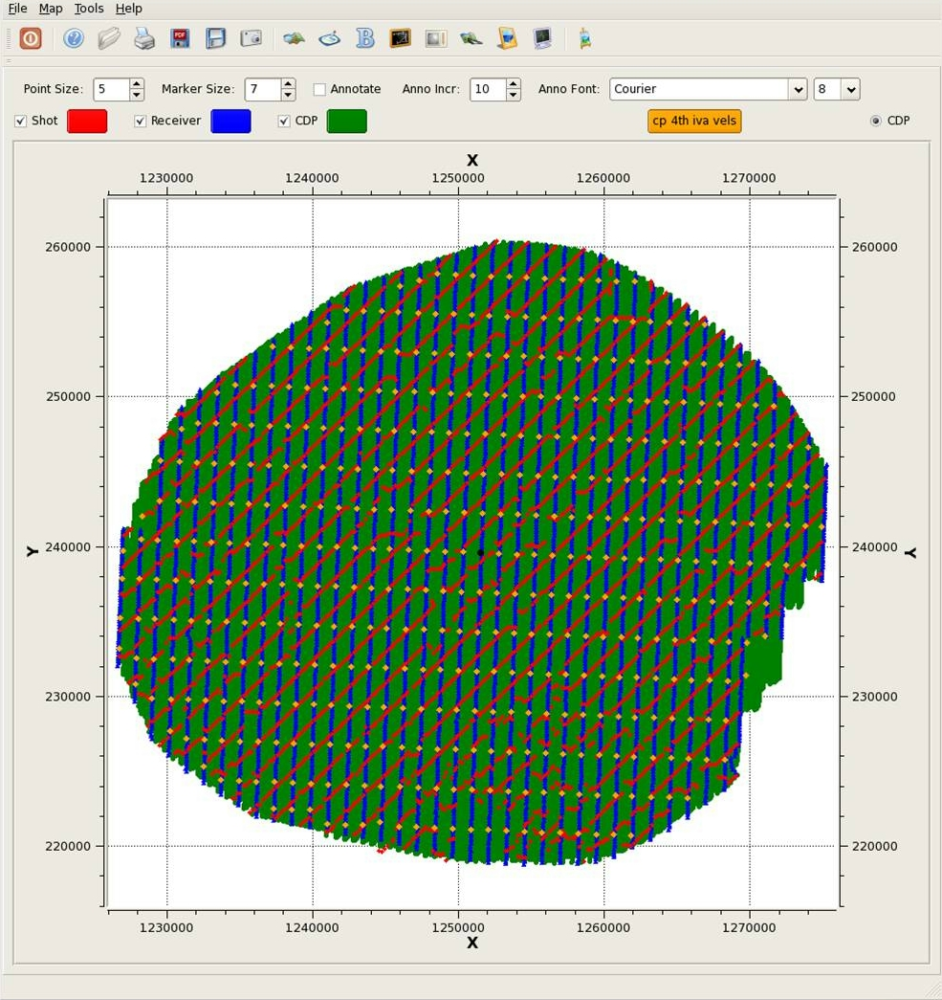 File Map Tools Help
PDF
B
Point Size: 5 Marker Size: 7 Annotate Anno Incr: 10 Anno Font: Courier 8
Shot Receiver CDP cp 4th iva vels CDP
X
1230000 1240000 1250000 1260000 1270000
260000 260000
250000 250000
Y 240000 240000 Y
230000 230000
220000 220000
1230000 1240000 1250000 1260000 1270000
X